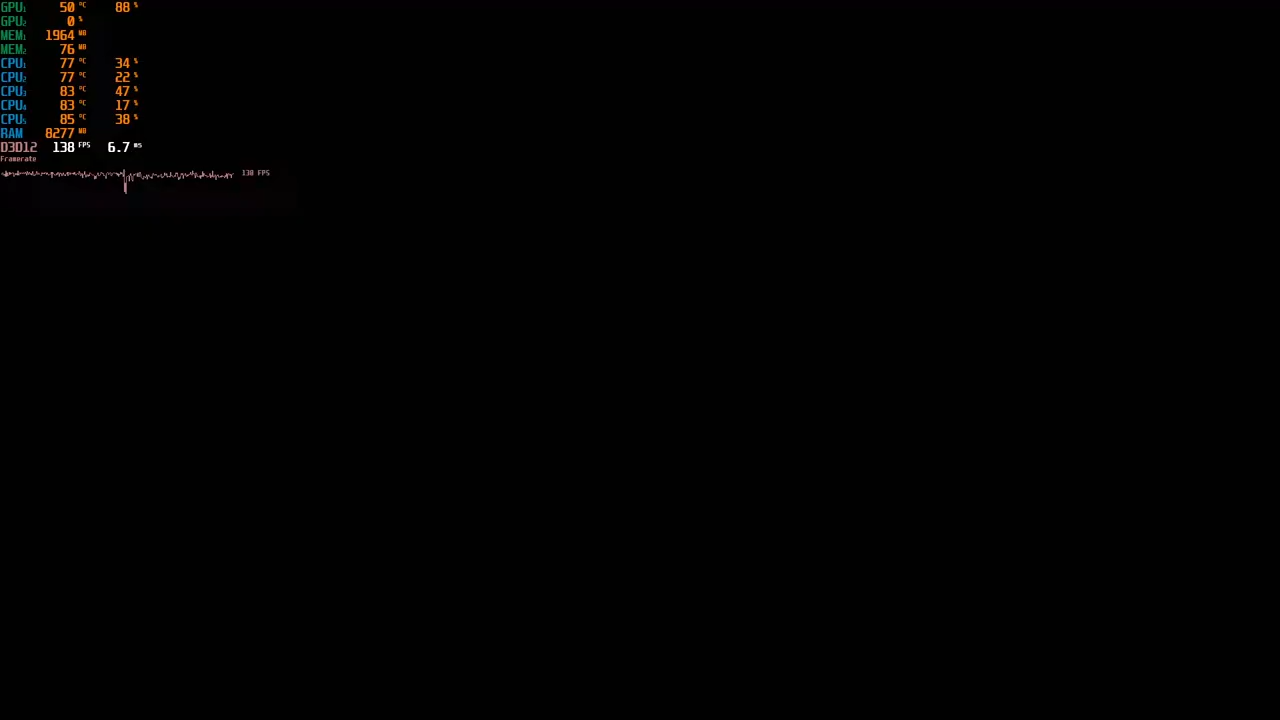 GPU1 50 °C 88 %
GPU2 0 %
MEM1 1964 MB
MEM2 76 MB
CPU1 77 °C 34 %
CPU2 77 °C 22 %
CPU3 83 °C 47 %
CPU4 83 °C 17 %
CPU5 85 °C 38 %
RAM 8277 MB
D3D12 138 FPS 6.7 ms
Framerate
138 FPS